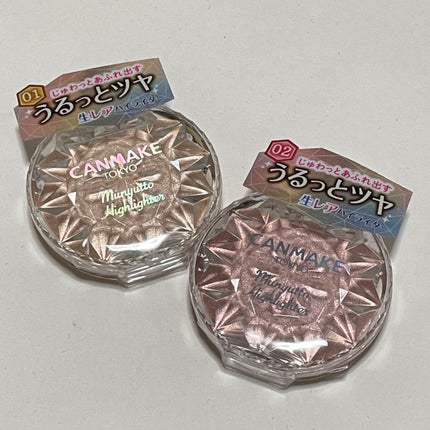 01
じゅわっとあふれ出す
うるっとツヤ
生レアハイライター
CANMAKE
TOKYO
Munyutto
Highlighter
02
じゅわっとあふれ出す
うるっとツヤ
生レアハイライター
CANMAKE
TOKYO
Munyutto
Highlighter